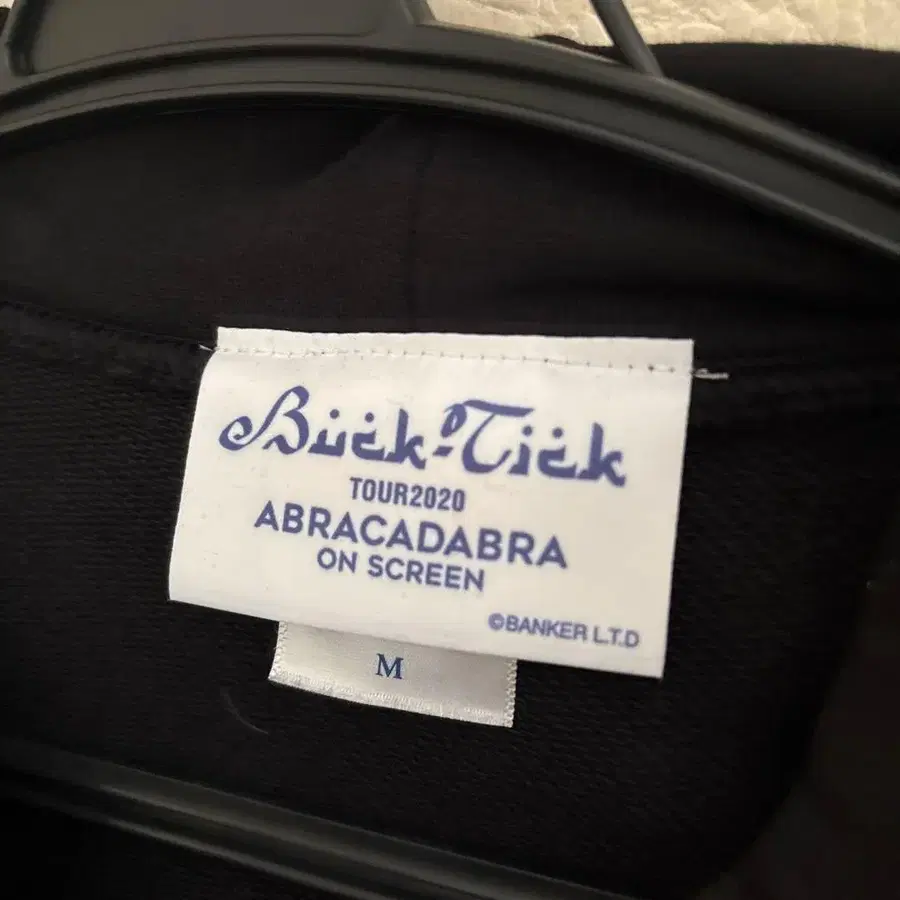 Buck-Tick
TOUR2020
ABRACADABRA
ON SCREEN
©BANKER L.T.D
M